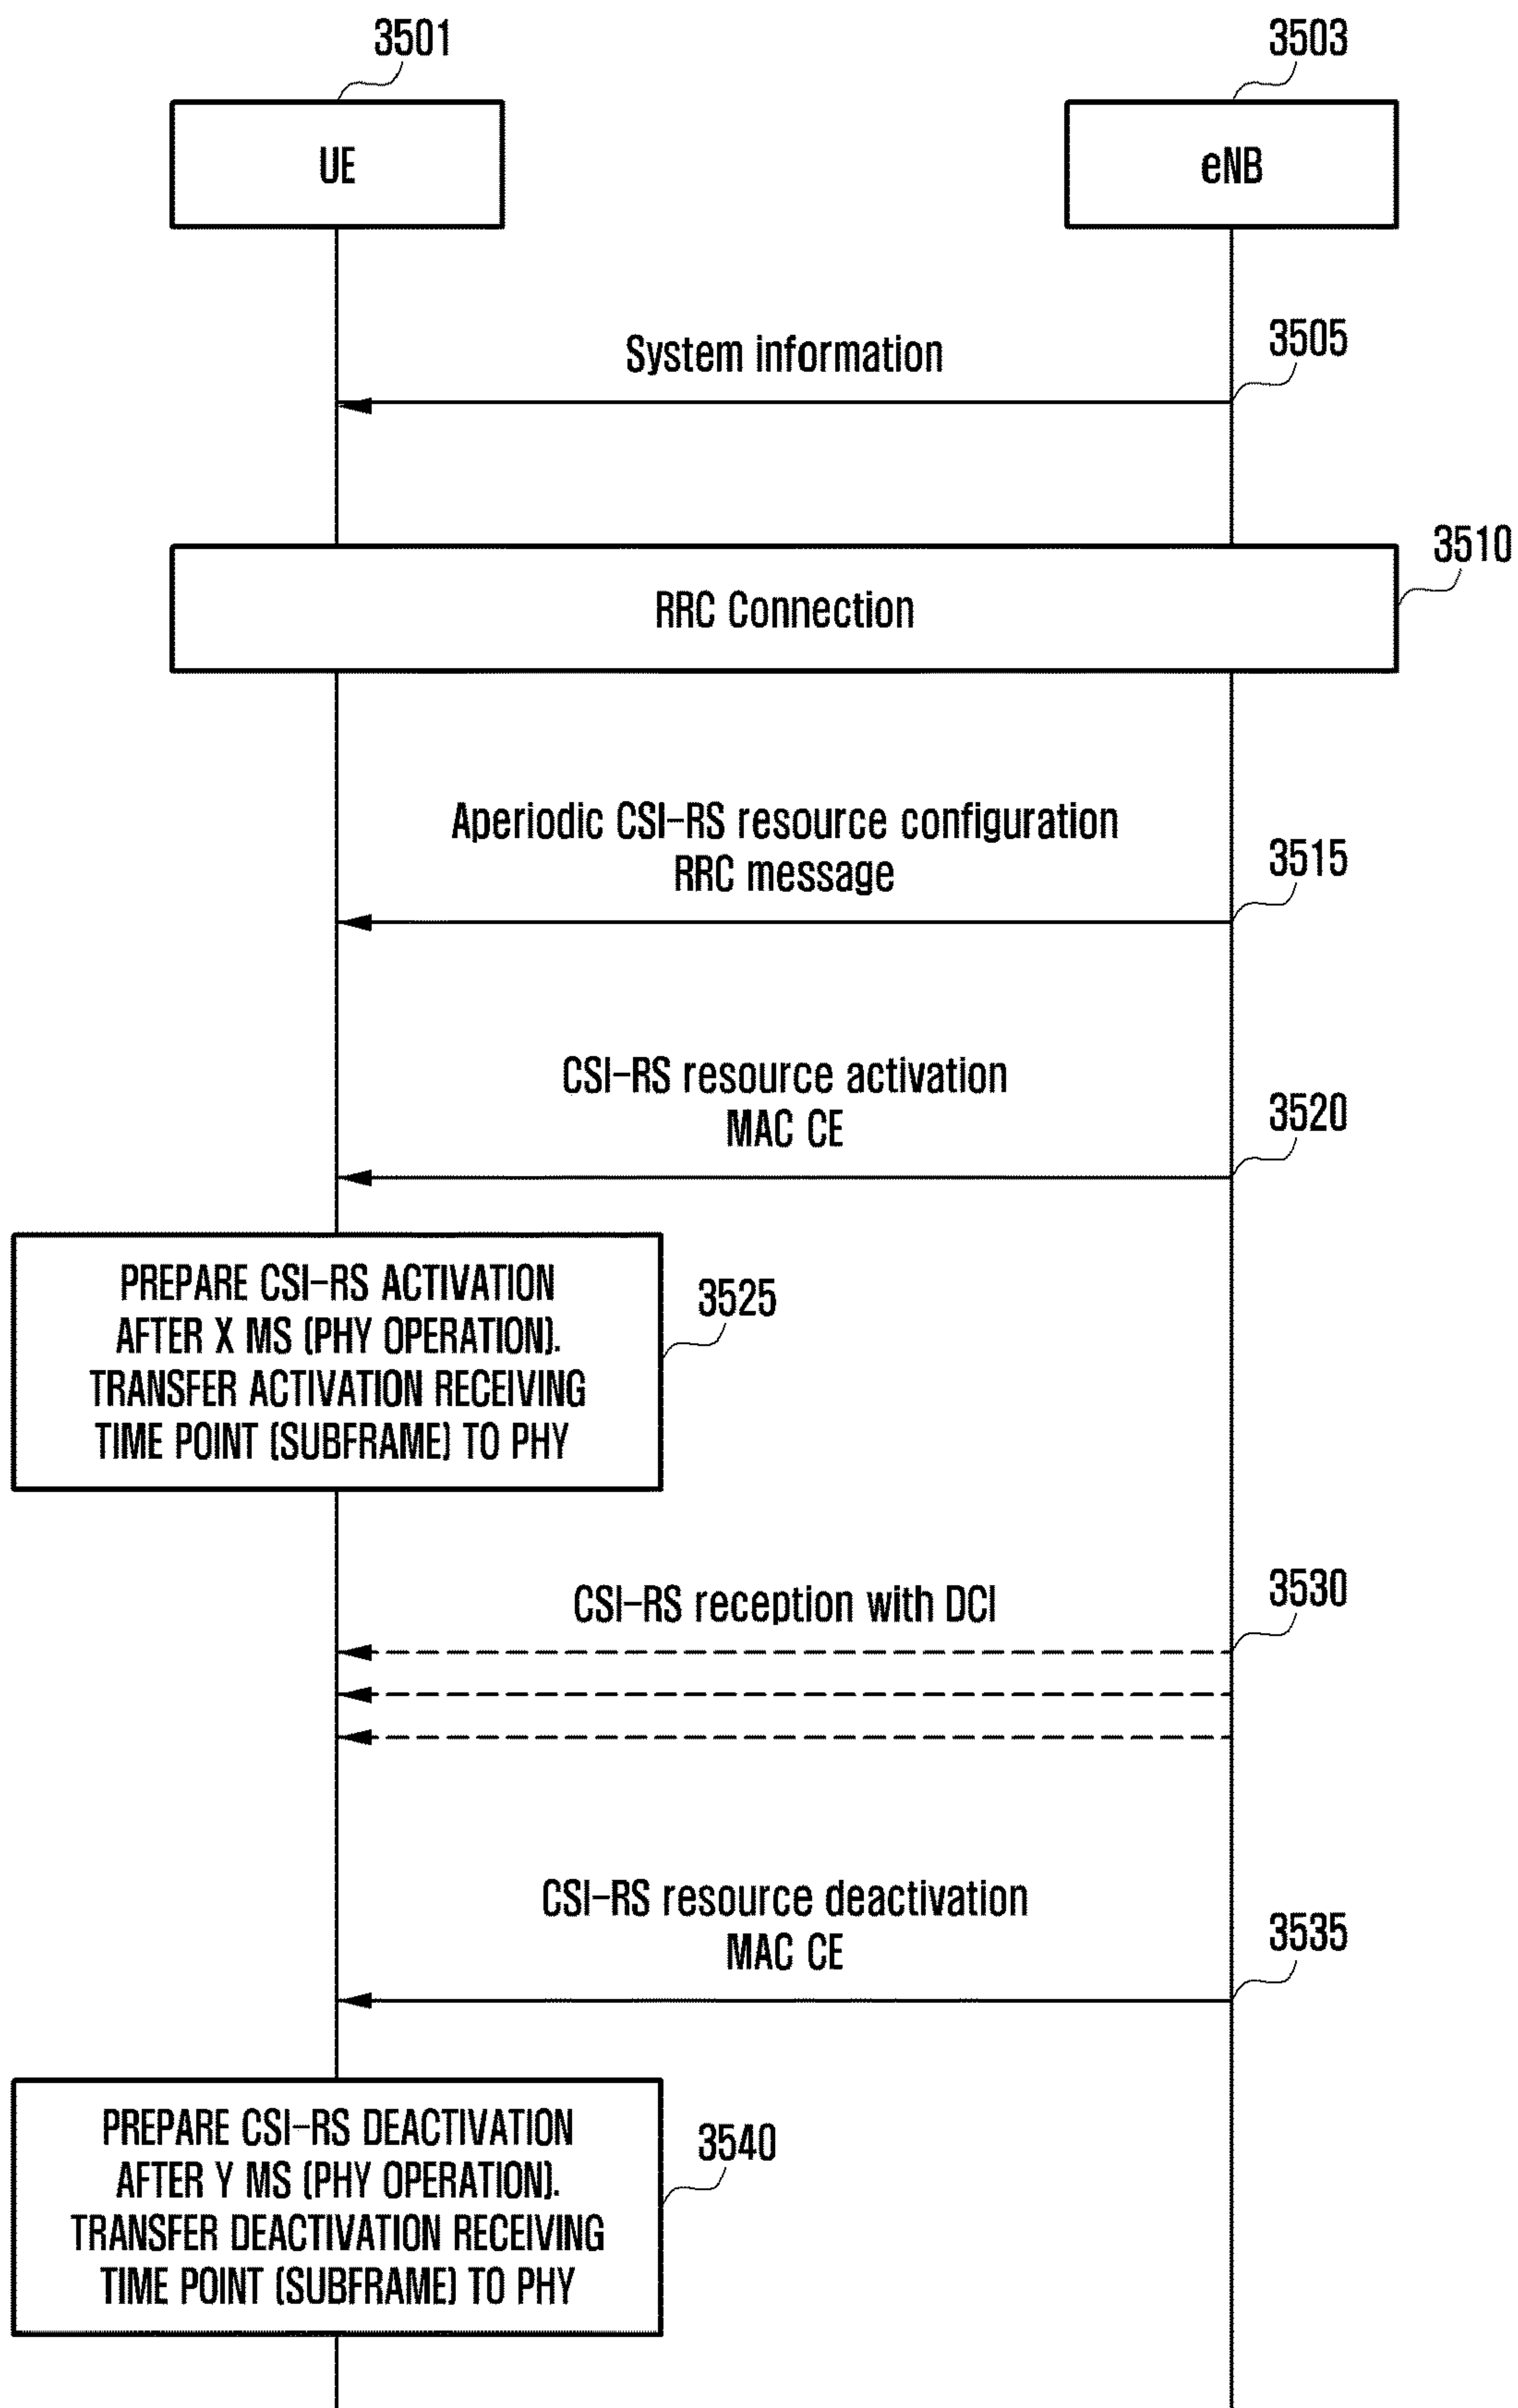 3501
3503
UE
eNB
System information
3505
3510
RRC Connection
Aperiodic CSI-RS resource configuration
RRC message
3515
CSI-RS resource activation
MAC CE
3520
PREPARE CSI-RS ACTIVATION
AFTER X MS (PHY OPERATION).
TRANSFER ACTIVATION RECEIVING
TIME POINT (SUBFRAME) TO PHY
3525
CSI-RS reception with DCI
3530
CSI-RS resource deactivation
MAC CE
3535
PREPARE CSI-RS DEACTIVATION
AFTER Y MS (PHY OPERATION).
TRANSFER DEACTIVATION RECEIVING
TIME POINT (SUBFRAME) TO PHY
3540